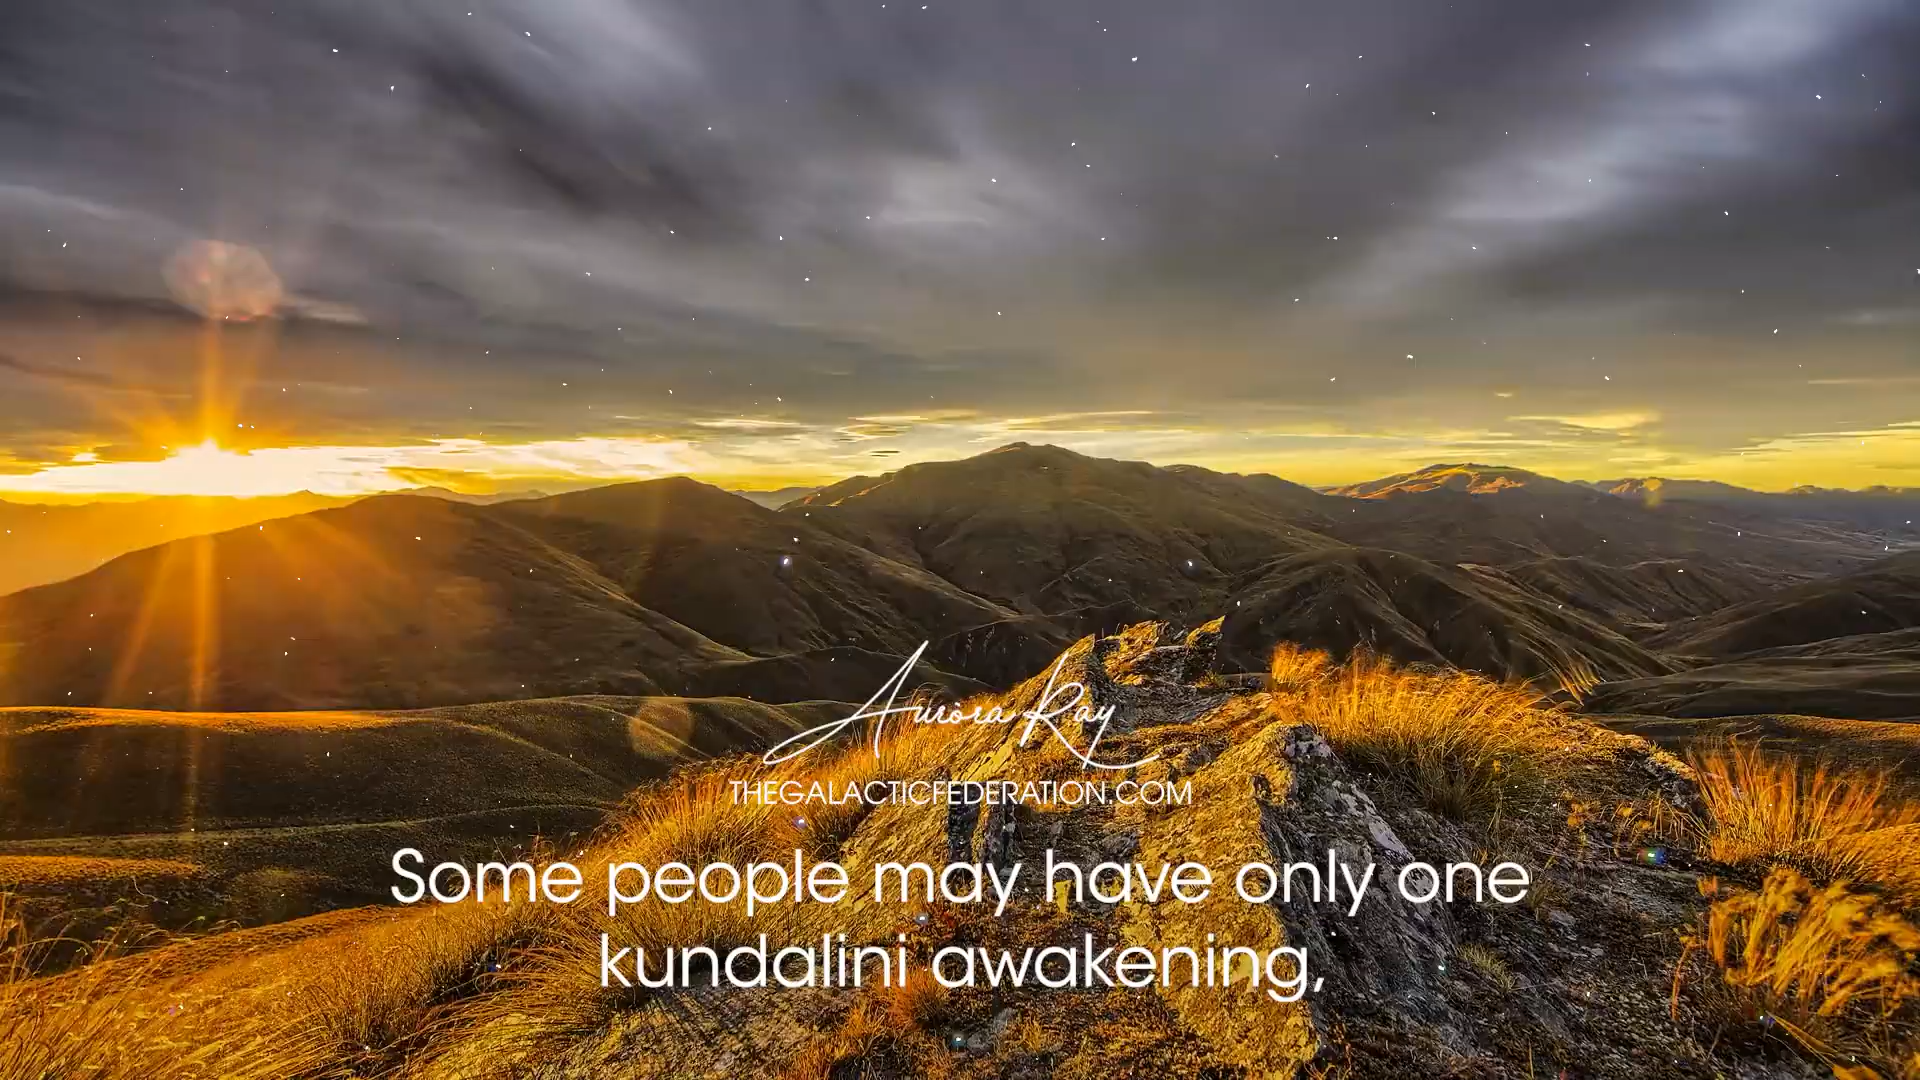 Aurora Ray
THEGALACTICFEDERATION.COM
Some people may have only one
kundalini awakening,